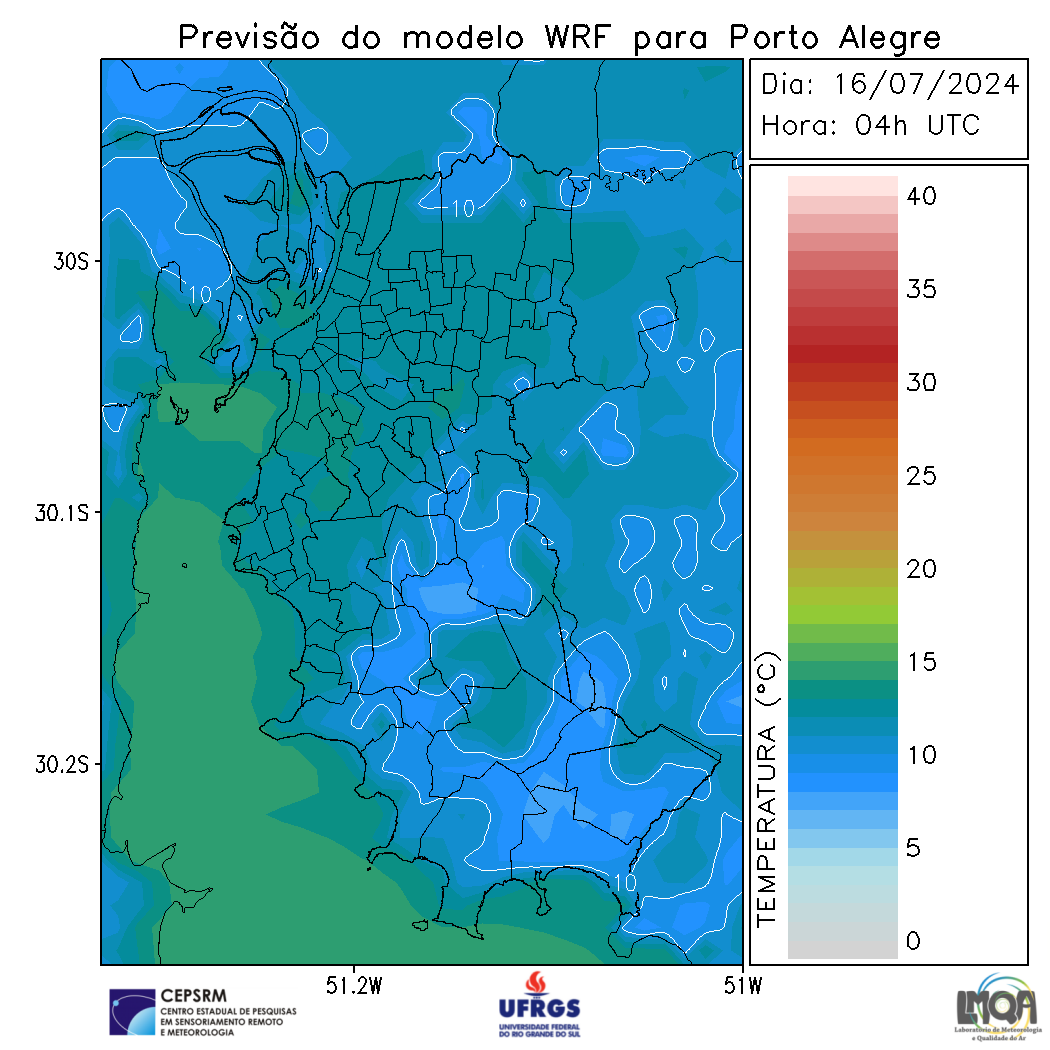 Previsão do modelo WRF para Porto Alegre
Dia: 16/07/2024
Hora: 04h UTC
30S
30.1S
30.2S
51.2W
51W
10
10
10
TEMPERATURA (°C)
40
35
30
25
20
15
10
5
0
CEPSRM
CENTRO ESTADUAL DE PESQUISAS
EM SENSORIAMENTO REMOTO
E METEOROLOGIA
UFRGS
UNIVERSIDADE FEDERAL
DO RIO GRANDE DO SUL
LMQA
Laboratório de Meteorologia
e Qualidade do Ar